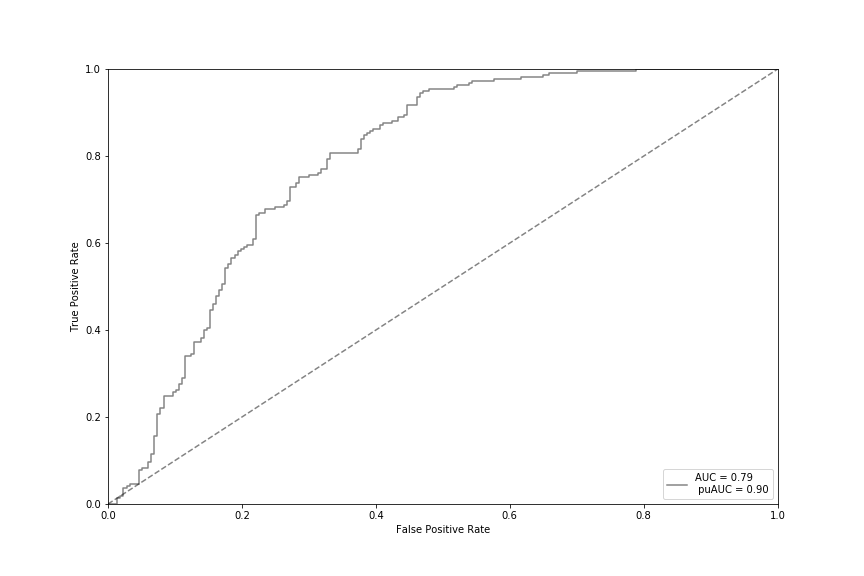 1.0
0.8
0.6
0.4
0.2
0.0
True Positive Rate
0.0 0.2 0.4 0.6 0.8 1.0
False Positive Rate
AUC = 0.79
puAUC = 0.90